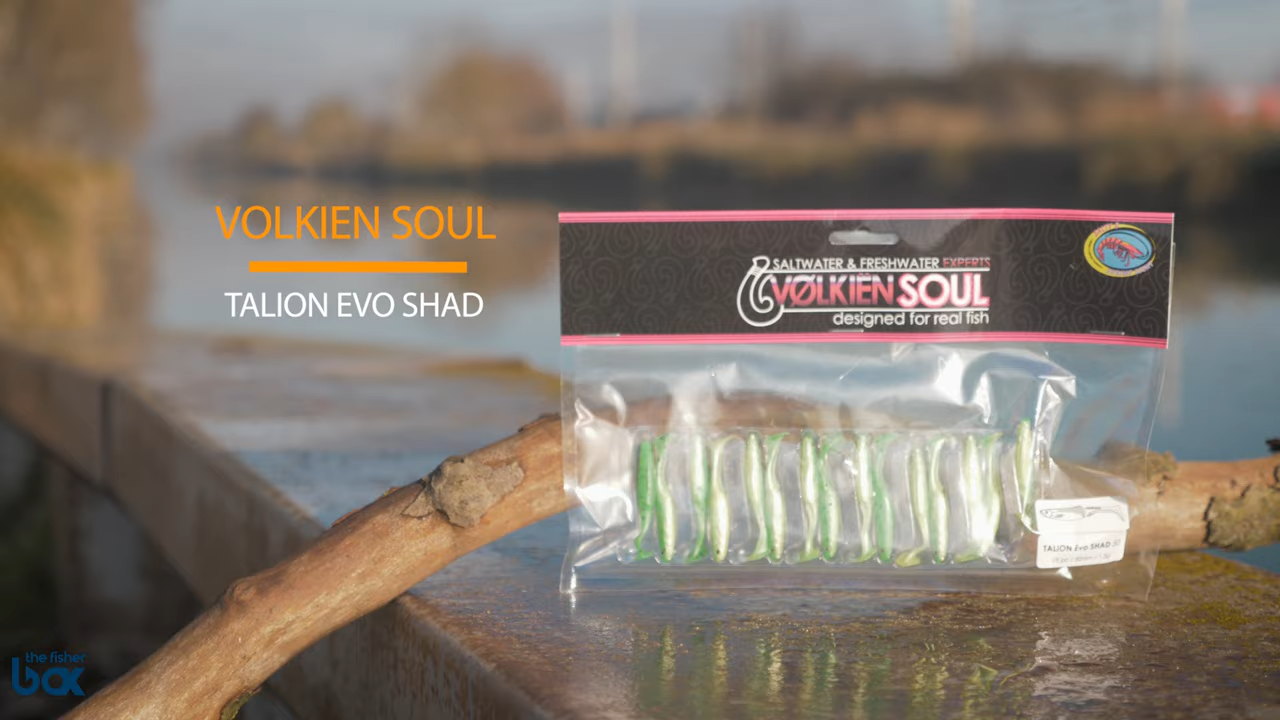 VOLKIEN SOUL
TALION EVO SHAD
SALTWATER & FRESHWATER EXPERTS
VØLKIËN SOUL
designed for real fish
TALION Evo SHAD
the fisher
box